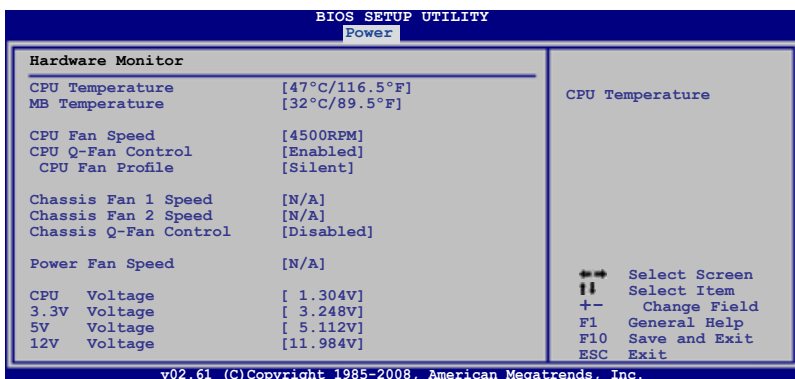 BIOS SETUP UTILITY
Power
Hardware Monitor
CPU Temperature [47°C/116.5°F]
MB Temperature [32°C/89.5°F]
CPU Fan Speed [4500RPM]
CPU Q-Fan Control [Enabled]
CPU Fan Profile [Silent]
Chassis Fan 1 Speed [N/A]
Chassis Fan 2 Speed [N/A]
Chassis Q-Fan Control [Disabled]
Power Fan Speed [N/A]
CPU Voltage [ 1.304V]
3.3V Voltage [ 3.248V]
5V Voltage [ 5.112V]
12V Voltage [11.984V]
CPU Temperature
←→ Select Screen
↑↓ Select Item
+- Change Field
F1 General Help
F10 Save and Exit
ESC Exit
v02.61 (C)Copyright 1985-2008, American Megatrends, Inc.